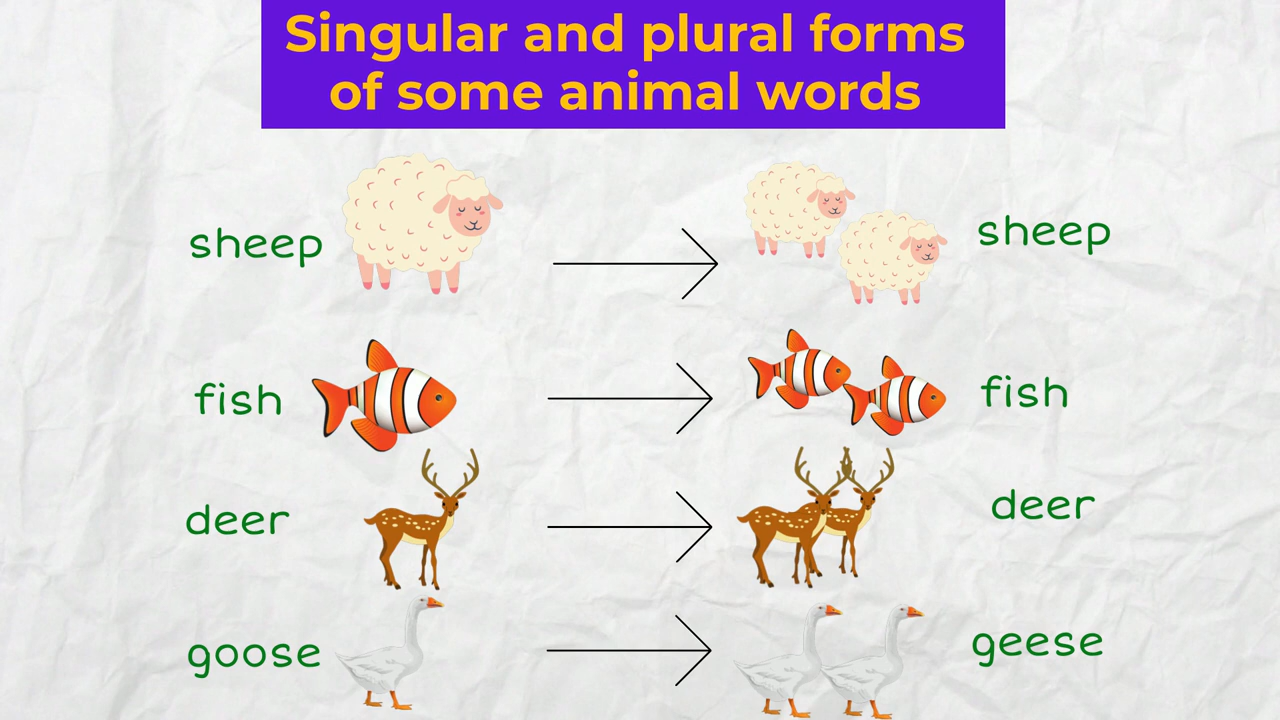 Singular and plural forms
of some animal words
sheep sheep
fish fish
deer deer
goose geese